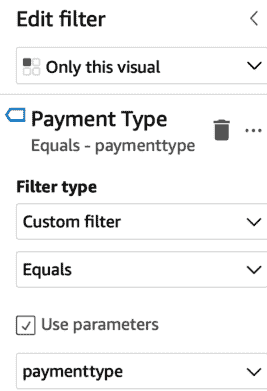 Edit filter
Only this visual
Payment Type
Equals - paymenttype
Filter type
Custom filter
Equals
Use parameters
paymenttype